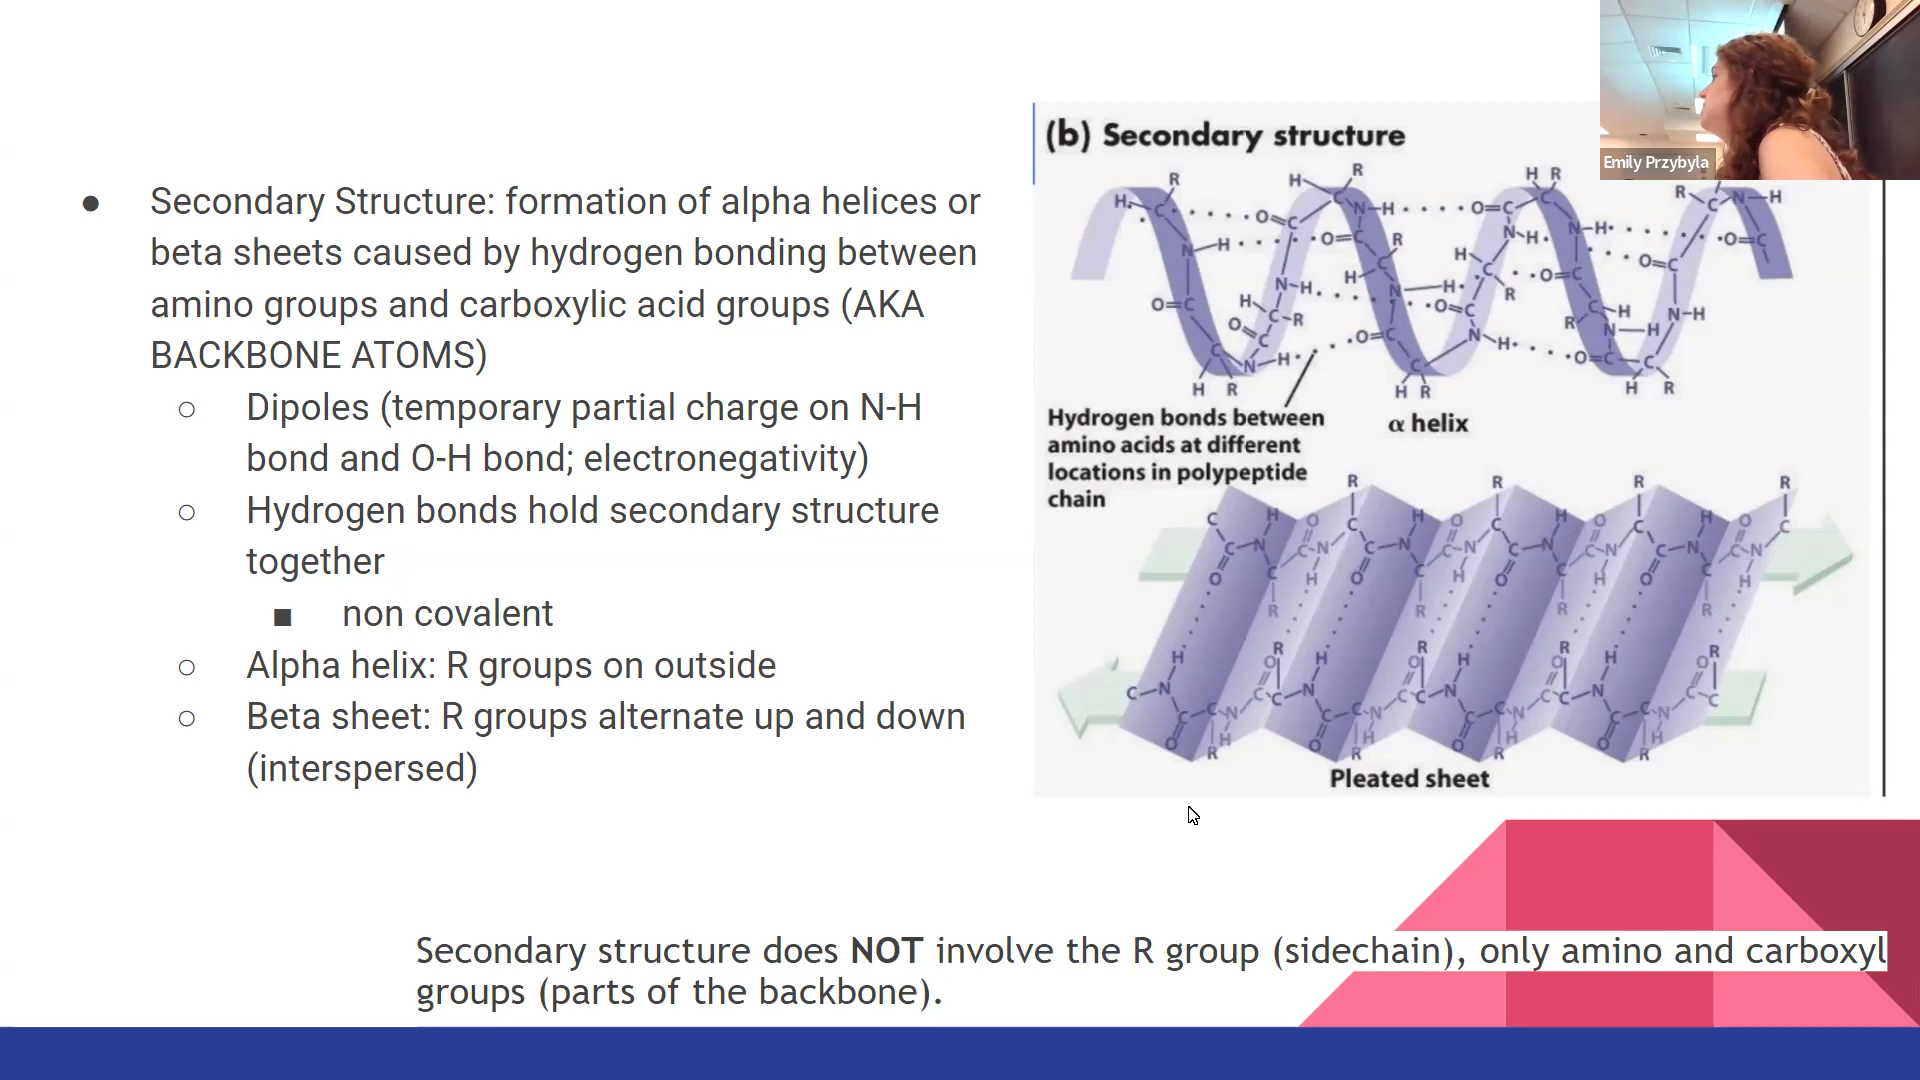 Emily Przybyla
● Secondary Structure: formation of alpha helices or
beta sheets caused by hydrogen bonding between
amino groups and carboxylic acid groups (AKA
BACKBONE ATOMS)
○ Dipoles (temporary partial charge on N-H
bond and O-H bond; electronegativity)
○ Hydrogen bonds hold secondary structure
together
■ non covalent
○ Alpha helix: R groups on outside
○ Beta sheet: R groups alternate up and down
(interspersed)
(b) Secondary structure
Hydrogen bonds between
amino acids at different
locations in polypeptide
chain
α helix
Pleated sheet
Secondary structure does NOT involve the R group (sidechain), only amino and carboxyl
groups (parts of the backbone).